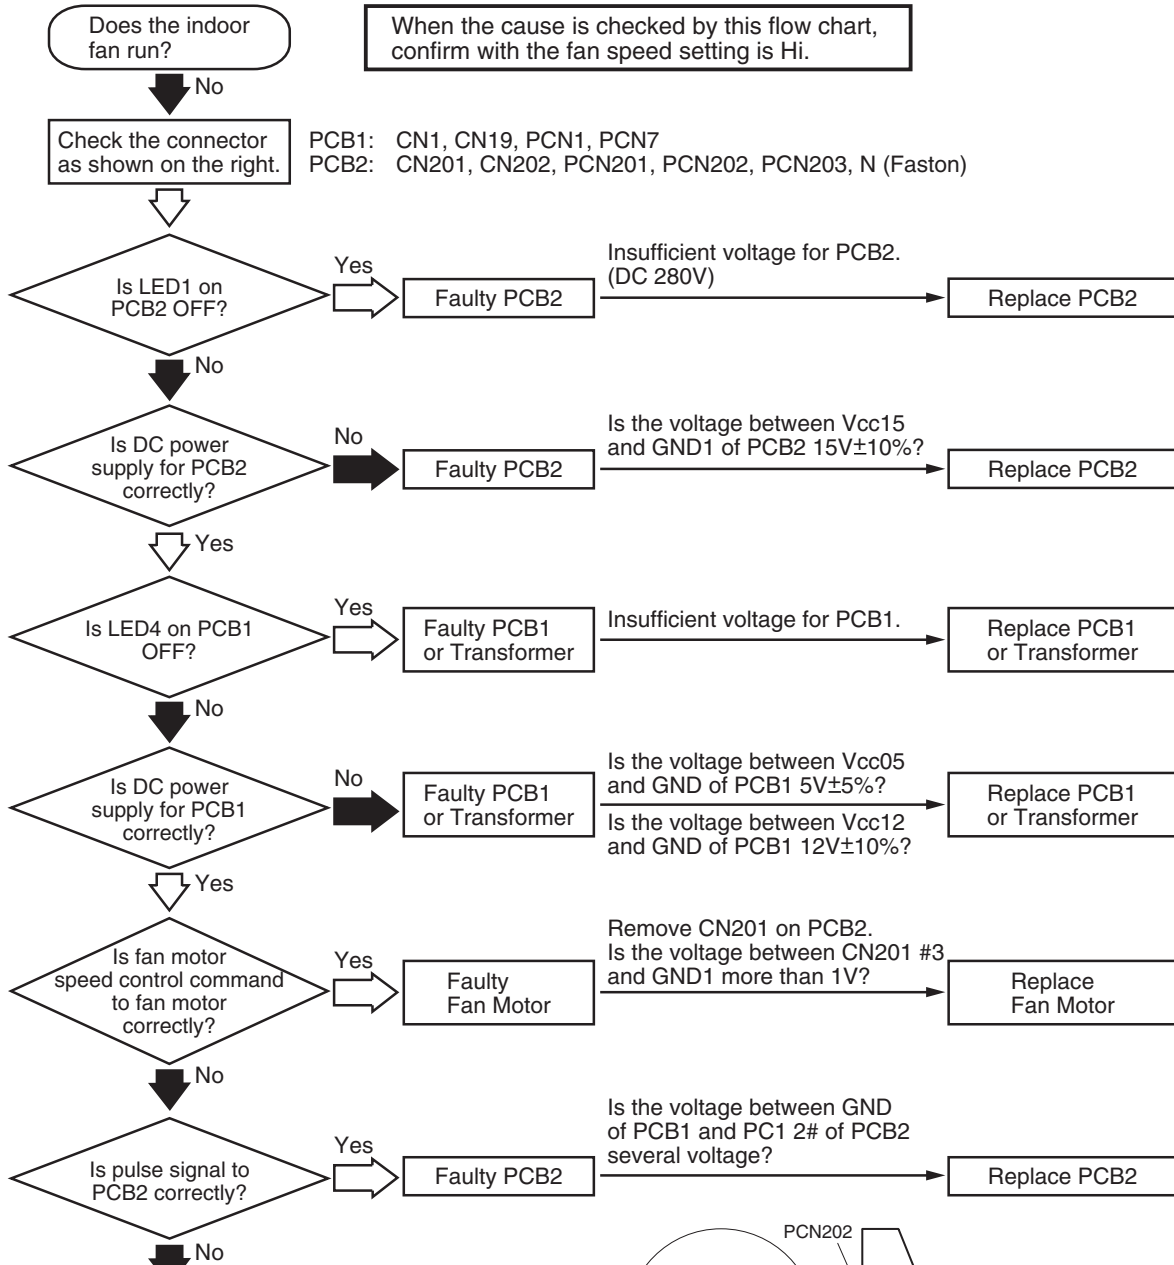 Does the indoor
fan run?
When the cause is checked by this flow chart,
confirm with the fan speed setting is Hi.
No
Check the connector
as shown on the right.
PCB1: CN1, CN19, PCN1, PCN7
PCB2: CN201, CN202, PCN201, PCN202, PCN203, N (Faston)
Is LED1 on
PCB2 OFF?
Yes
Faulty PCB2
Insufficient voltage for PCB2.
(DC 280V)
Replace PCB2
No
Is DC power
supply for PCB2
correctly?
No
Faulty PCB2
Is the voltage between Vcc15
and GND1 of PCB2 15V±10%?
Replace PCB2
Yes
Is LED4 on PCB1
OFF?
Yes
Faulty PCB1
or Transformer
Insufficient voltage for PCB1.
Replace PCB1
or Transformer
No
Is DC power
supply for PCB1
correctly?
No
Faulty PCB1
or Transformer
Is the voltage between Vcc05
and GND of PCB1 5V±5%?
Is the voltage between Vcc12
and GND of PCB1 12V±10%?
Replace PCB1
or Transformer
Yes
Is fan motor
speed control command
to fan motor
correctly?
Yes
Faulty
Fan Motor
Remove CN201 on PCB2.
Is the voltage between CN201 #3
and GND1 more than 1V?
Replace
Fan Motor
No
Is pulse signal to
PCB2 correctly?
Yes
Faulty PCB2
Is the voltage between GND
of PCB1 and PC1 2# of PCB2
several voltage?
Replace PCB2
No
PCN202